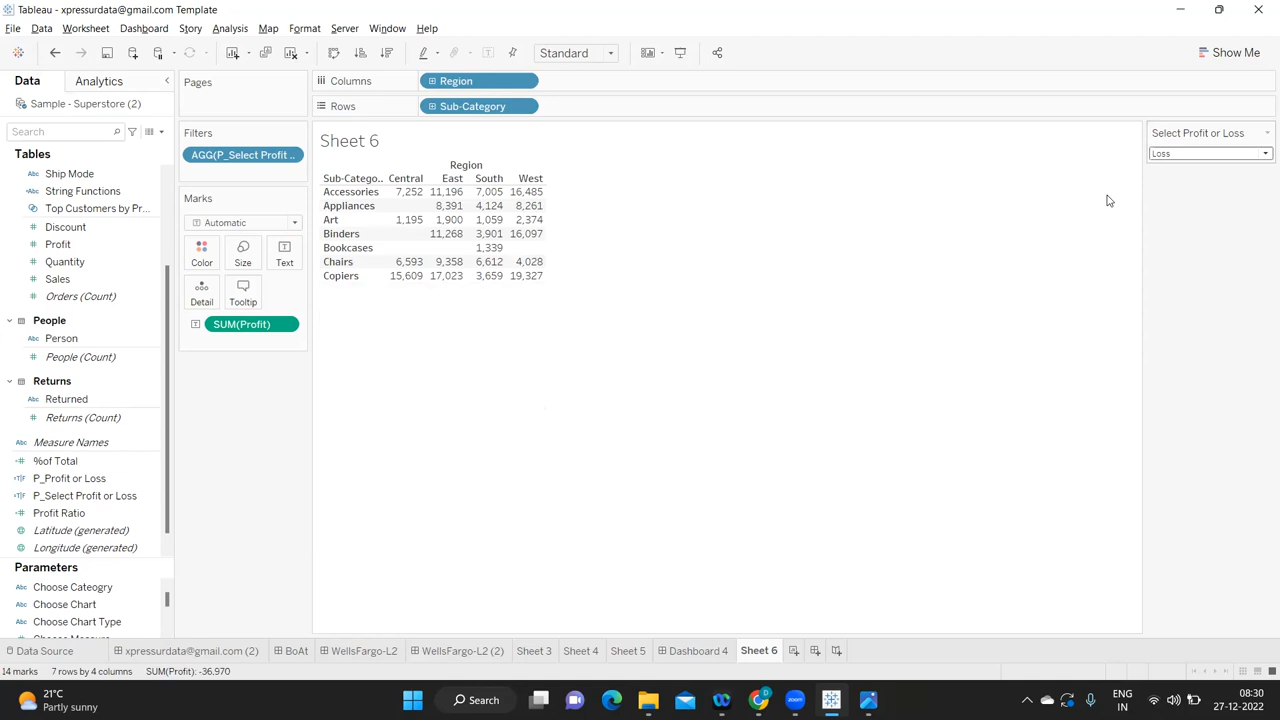 Tableau - xpressurdata@gmail.com Template
File Data Worksheet Dashboard Story Analysis Map Format Server Window Help
Standard
Show Me
Data Analytics
Sample - Superstore (2)
Search
Tables
Ship Mode
String Functions
Top Customers by Pr...
Discount
Profit
Quantity
Sales
Orders (Count)
People
Person
People (Count)
Returns
Returned
Returns (Count)
Measure Names
%of Total
P_Profit or Loss
P_Select Profit or Loss
Profit Ratio
Latitude (generated)
Longitude (generated)
Parameters
Choose Cateogry
Choose Chart
Choose Chart Type
Pages
Filters
AGG(P_Select Profit ..
Marks
Automatic
Color Size Text
Detail Tooltip
SUM(Profit)
Columns Region
Rows Sub-Category
Sheet 6
Region
Sub-Catego.. Central East South West
Accessories 7,252 11,196 7,005 16,485
Appliances 8,391 4,124 8,261
Art 1,195 1,900 1,059 2,374
Binders 11,268 3,901 16,097
Bookcases 1,339
Chairs 6,593 9,358 6,612 4,028
Copiers 15,609 17,023 3,659 19,327
Select Profit or Loss
Loss
Data Source xpressurdata@gmail.com (2) BoAt WellsFargo-L2 WellsFargo-L2 (2) Sheet 3 Sheet 4 Sheet 5 Dashboard 4 Sheet 6
14 marks 7 rows by 4 columns SUM(Profit): -36,970
21°C
Partly sunny
Search
zoom
ENG
IN
08:30
27-12-2022